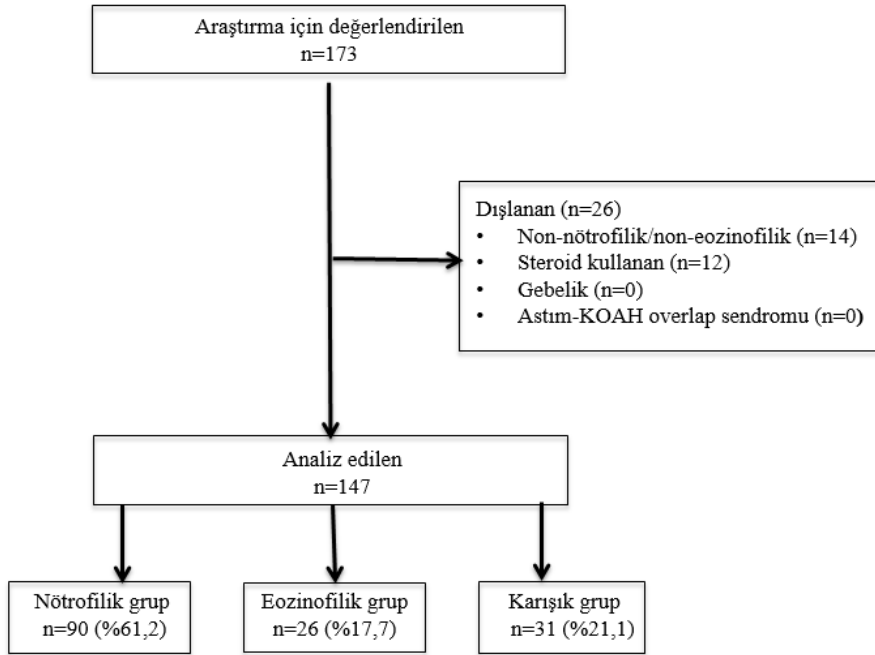 Araştırma için değerlendirilen
n=173
Dışlanan (n=26)
• Non-nötrofilik/non-eozinofilik (n=14)
• Steroid kullanan (n=12)
• Gebelik (n=0)
• Astım-KOAH overlap sendromu (n=0)
Analiz edilen
n=147
Nötrofilik grup
n=90 (%61,2)
Eozinofilik grup
n=26 (%17,7)
Karışık grup
n=31 (%21,1)